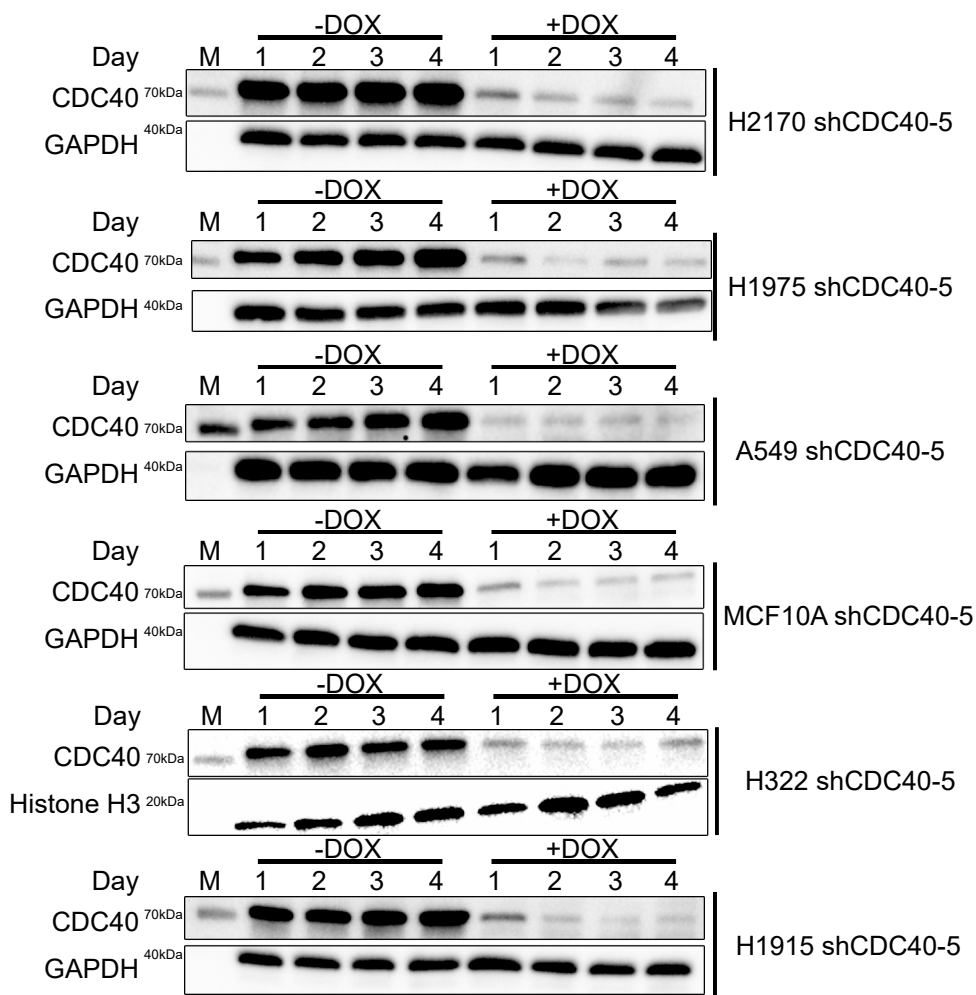 -DOX +DOX
Day M 1 2 3 4 1 2 3 4
CDC40 70kDa
GAPDH 40kDa
H2170 shCDC40-5
-DOX +DOX
Day M 1 2 3 4 1 2 3 4
CDC40 70kDa
GAPDH 40kDa
H1975 shCDC40-5
-DOX +DOX
Day M 1 2 3 4 1 2 3 4
CDC40 70kDa
GAPDH 40kDa
A549 shCDC40-5
-DOX +DOX
Day M 1 2 3 4 1 2 3 4
CDC40 70kDa
GAPDH 40kDa
MCF10A shCDC40-5
-DOX +DOX
Day M 1 2 3 4 1 2 3 4
CDC40 70kDa
Histone H3 20kDa
H322 shCDC40-5
-DOX +DOX
Day M 1 2 3 4 1 2 3 4
CDC40 70kDa
GAPDH 40kDa
H1915 shCDC40-5